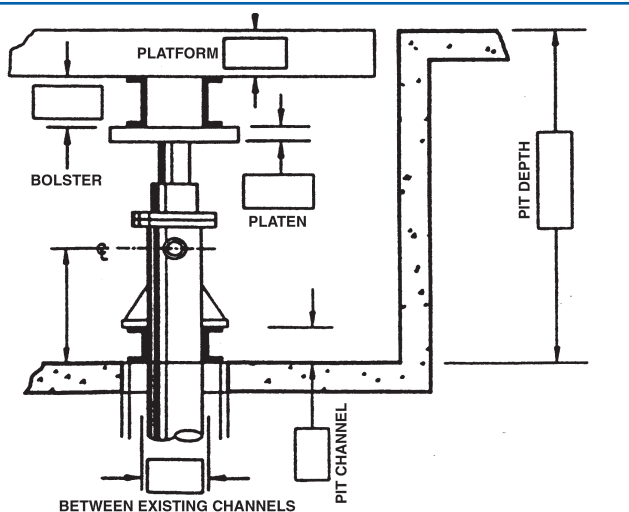 PLATFORM
BOLSTER
PLATEN
PIT DEPTH
℄
PIT CHANNEL
BETWEEN EXISTING CHANNELS